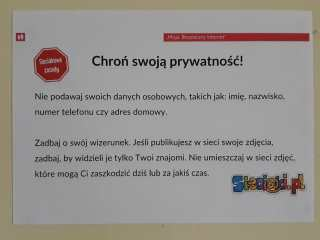 „Moja Bezpieczny Internet”
Sieciakowe
zasady
Chroń swoją prywatność!
Nie podawaj swoich danych osobowych, takich jak: imię, nazwisko,
numer telefonu czy adres domowy.
Zadbaj o swój wizerunek. Jeśli publikujesz w sieci swoje zdjęcia,
zadbaj, by widzieli je tylko Twoi znajomi. Nie umieszczaj w sieci zdjęć,
które mogą Ci zaszkodzić dziś lub za jakiś czas.
Sieciaki.pl